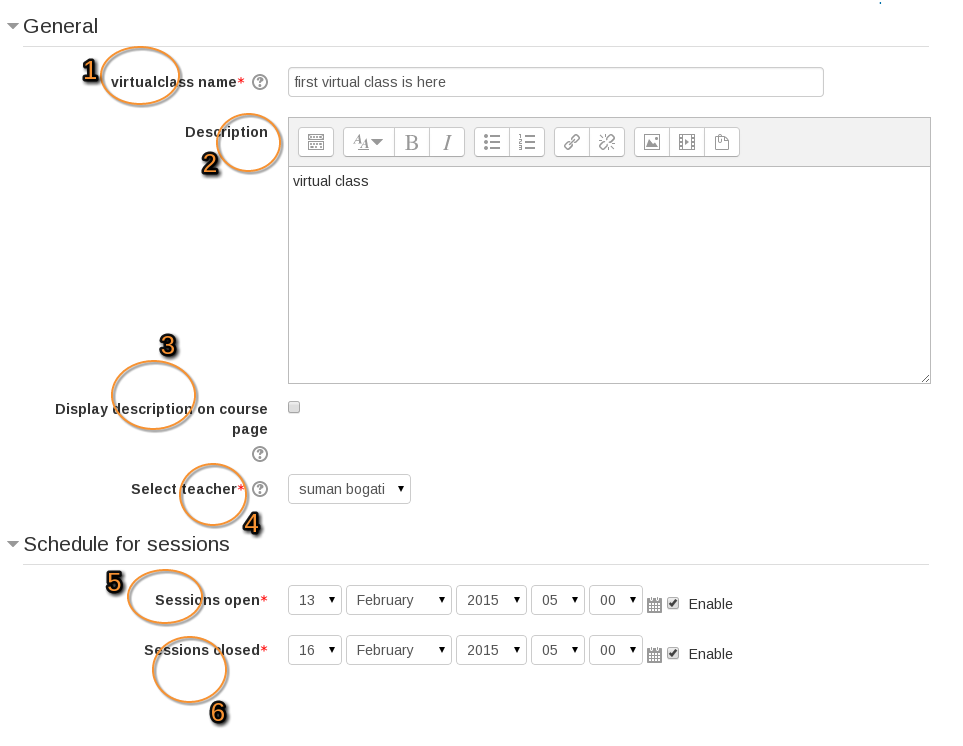 General
1 virtualclass name* first virtual class is here
Description
2
virtual class
3
Display description on course
page
Select teacher* suman bogati
4
Schedule for sessions
5
Sessions open* 13 February 2015 05 00 Enable
Sessions closed* 16 February 2015 05 00 Enable
6